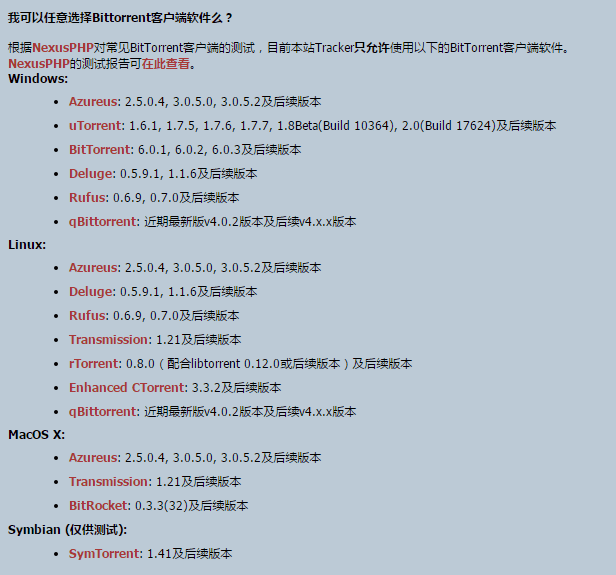 我可以任意选择Bittorrent客户端软件么？
根据NexusPHP对常见BitTorrent客户端的测试，目前本站Tracker只允许使用以下的BitTorrent客户端软件。
NexusPHP的测试报告可在此查看。
Windows:
Azureus: 2.5.0.4, 3.0.5.0, 3.0.5.2及后续版本
uTorrent: 1.6.1, 1.7.5, 1.7.6, 1.7.7, 1.8Beta(Build 10364), 2.0(Build 17624)及后续版本
BitTorrent: 6.0.1, 6.0.2, 6.0.3及后续版本
Deluge: 0.5.9.1, 1.1.6及后续版本
Rufus: 0.6.9, 0.7.0及后续版本
qBittorrent: 近期最新版v4.0.2版本及后续v4.x.x版本
Linux:
Azureus: 2.5.0.4, 3.0.5.0, 3.0.5.2及后续版本
Deluge: 0.5.9.1, 1.1.6及后续版本
Rufus: 0.6.9, 0.7.0及后续版本
Transmission: 1.21及后续版本
rTorrent: 0.8.0（配合libtorrent 0.12.0或后续版本）及后续版本
Enhanced CTorrent: 3.3.2及后续版本
qBittorrent: 近期最新版v4.0.2版本及后续v4.x.x版本
MacOS X:
Azureus: 2.5.0.4, 3.0.5.0, 3.0.5.2及后续版本
Transmission: 1.21及后续版本
BitRocket: 0.3.3(32)及后续版本
Symbian (仅供测试):
SymTorrent: 1.41及后续版本